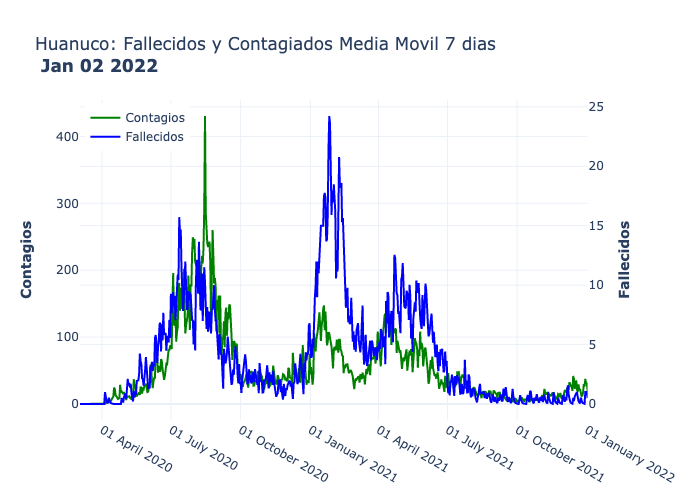 Huanuco: Fallecidos y Contagiados Media Movil 7 dias
Jan 02 2022
Contagios
Fallecidos
400
300
200
100
0
25
20
15
10
5
0
Contagios
Fallecidos
01 April 2020
01 July 2020
01 October 2020
01 January 2021
01 April 2021
01 July 2021
01 October 2021
01 January 2022